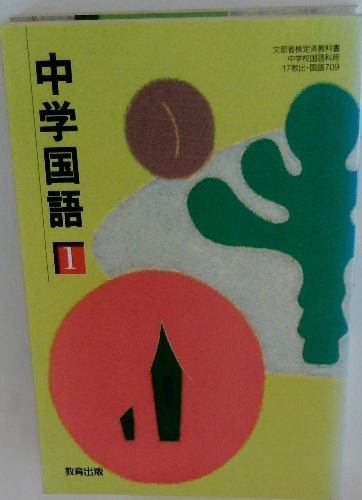 文部省検定済教科書
中学校国語科用
17教出・国語709
中学国語
1
教育出版